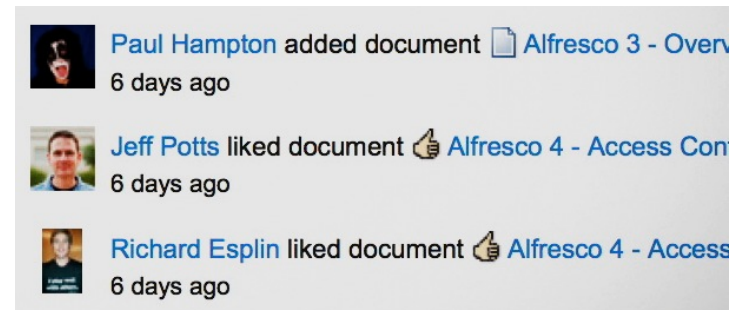 Paul Hampton added document Alfresco 3 - Overv
6 days ago
Jeff Potts liked document Alfresco 4 - Access Con
6 days ago
Richard Esplin liked document Alfresco 4 - Access
6 days ago